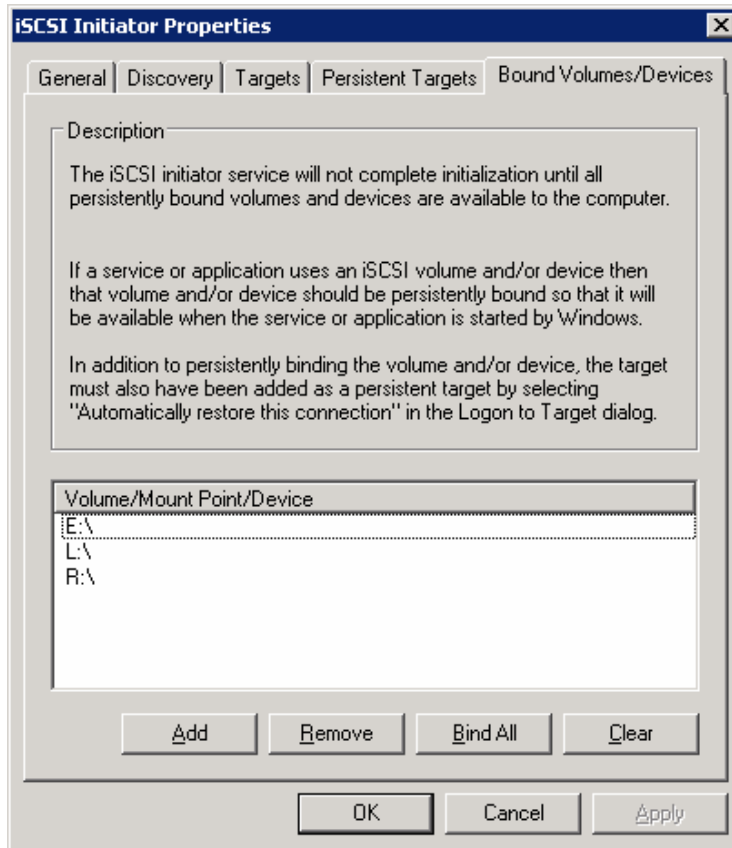 iSCSI Initiator Properties
General Discovery Targets Persistent Targets Bound Volumes/Devices
Description
The iSCSI initiator service will not complete initialization until all
persistently bound volumes and devices are available to the computer.
If a service or application uses an iSCSI volume and/or device then
that volume and/or device should be persistently bound so that it will
be available when the service or application is started by Windows.
In addition to persistently binding the volume and/or device, the target
must also have been added as a persistent target by selecting
"Automatically restore this connection" in the Logon to Target dialog.
Volume/Mount Point/Device
E:\
L:\
R:\
Add Remove Bind All Clear
OK Cancel Apply